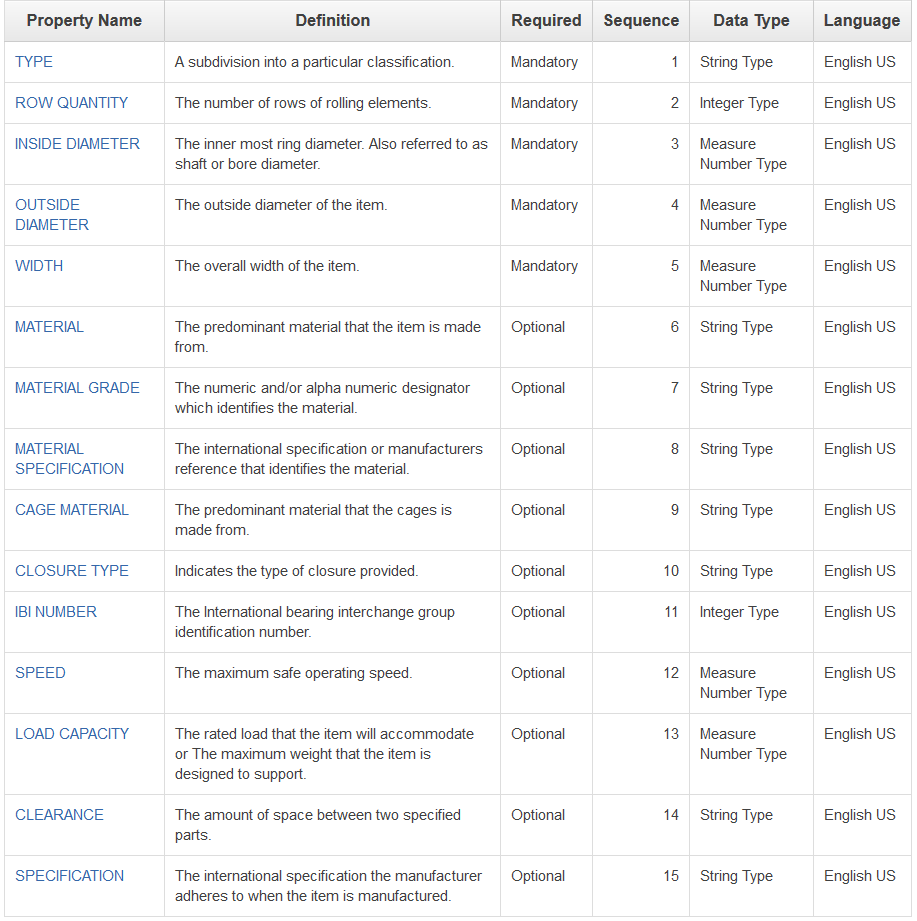 Property Name Definition Required Sequence Data Type Language
TYPE A subdivision into a particular classification. Mandatory 1 String Type English US
ROW QUANTITY The number of rows of rolling elements. Mandatory 2 Integer Type English US
INSIDE DIAMETER The inner most ring diameter. Also referred to as Mandatory 3 Measure English US
shaft or bore diameter. Number Type
OUTSIDE The outside diameter of the item. Mandatory 4 Measure English US
DIAMETER Number Type
WIDTH The overall width of the item. Mandatory 5 Measure English US
Number Type
MATERIAL The predominant material that the item is made Optional 6 String Type English US
from.
MATERIAL GRADE The numeric and/or alpha numeric designator Optional 7 String Type English US
which identifies the material.
MATERIAL The international specification or manufacturers Optional 8 String Type English US
SPECIFICATION reference that identifies the material.
CAGE MATERIAL The predominant material that the cages is Optional 9 String Type English US
made from.
CLOSURE TYPE Indicates the type of closure provided. Optional 10 String Type English US
IBI NUMBER The International bearing interchange group Optional 11 Integer Type English US
identification number.
SPEED The maximum safe operating speed. Optional 12 Measure English US
Number Type
LOAD CAPACITY The rated load that the item will accommodate Optional 13 Measure English US
or The maximum weight that the item is Number Type
designed to support.
CLEARANCE The amount of space between two specified Optional 14 String Type English US
parts.
SPECIFICATION The international specification the manufacturer Optional 15 String Type English US
adheres to when the item is manufactured.